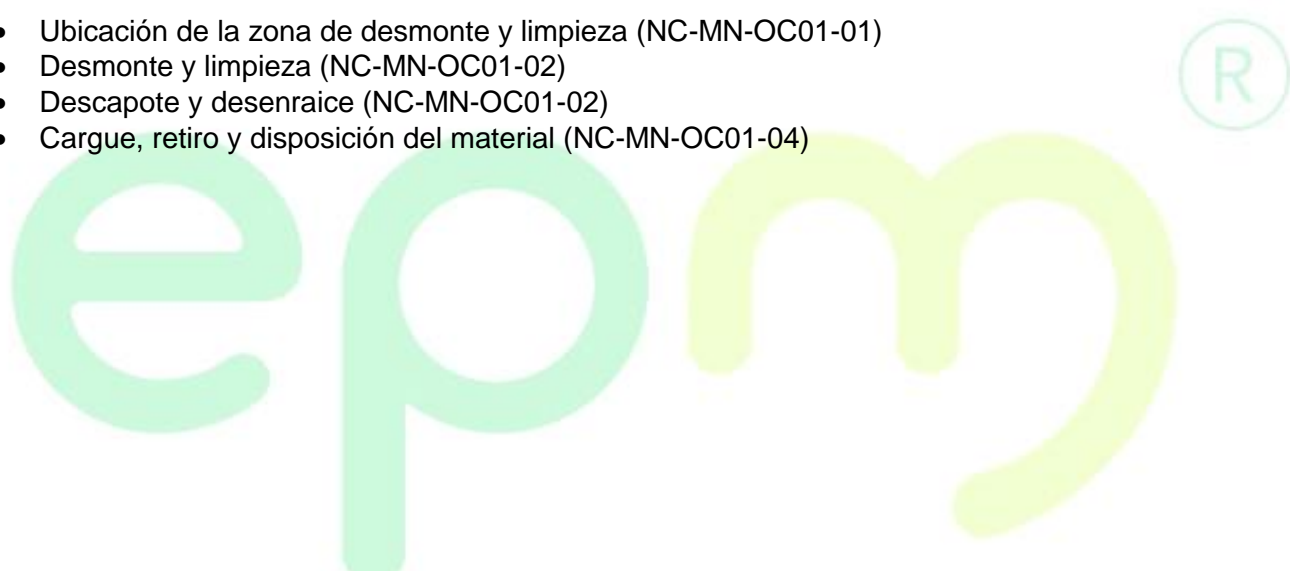 • Ubicación de la zona de desmonte y limpieza (NC-MN-OC01-01)
• Desmonte y limpieza (NC-MN-OC01-02)
• Descapote y desenraice (NC-MN-OC01-02)
• Cargue, retiro y disposición del material (NC-MN-OC01-04)
®
epm